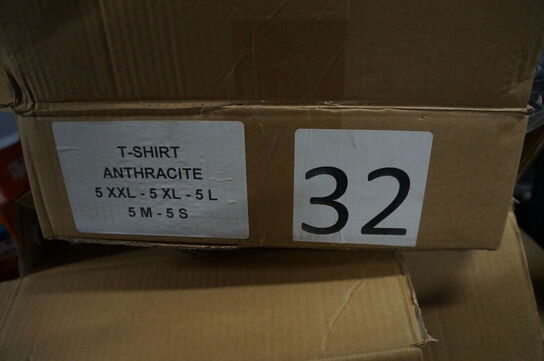 T-SHIRT
ANTHRACITE
5 XXL - 5 XL - 5 L
5 M - 5 S
32